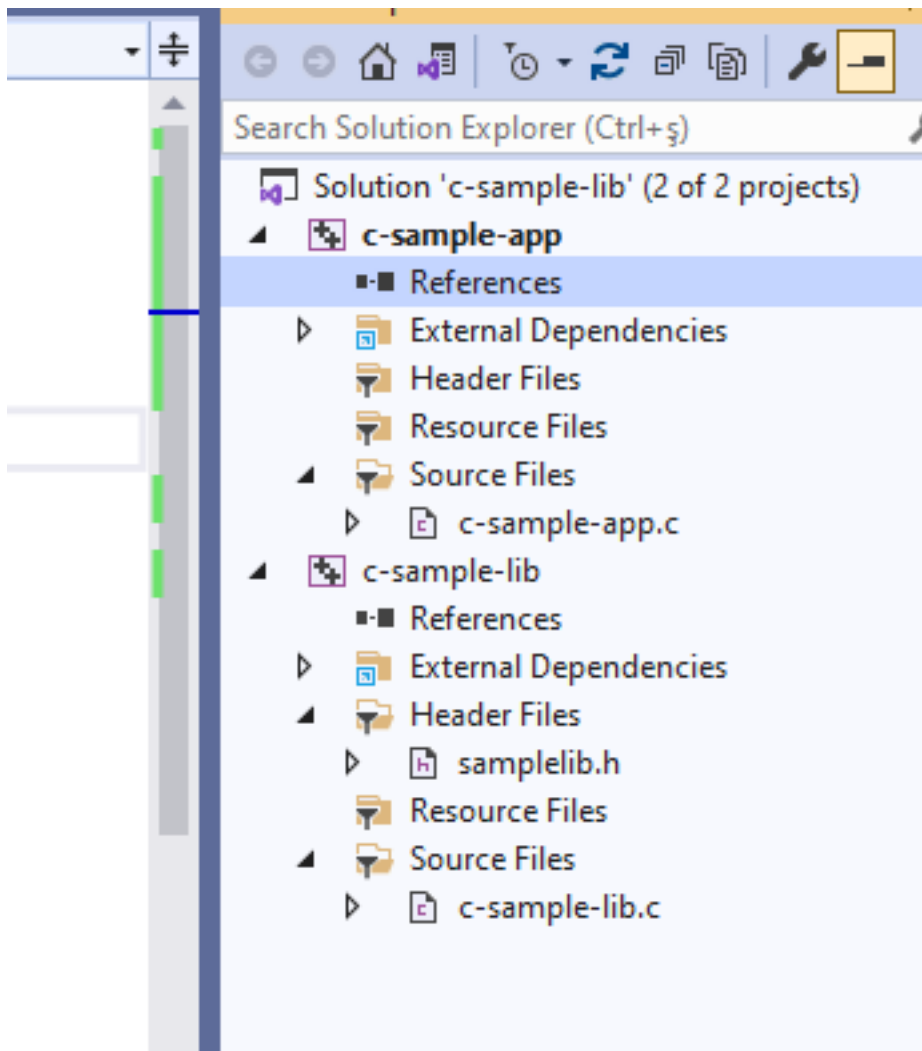 Search Solution Explorer (Ctrl+ş)
Solution 'c-sample-lib' (2 of 2 projects)
c-sample-app
References
External Dependencies
Header Files
Resource Files
Source Files
c-sample-app.c
c-sample-lib
References
External Dependencies
Header Files
samplelib.h
Resource Files
Source Files
c-sample-lib.c